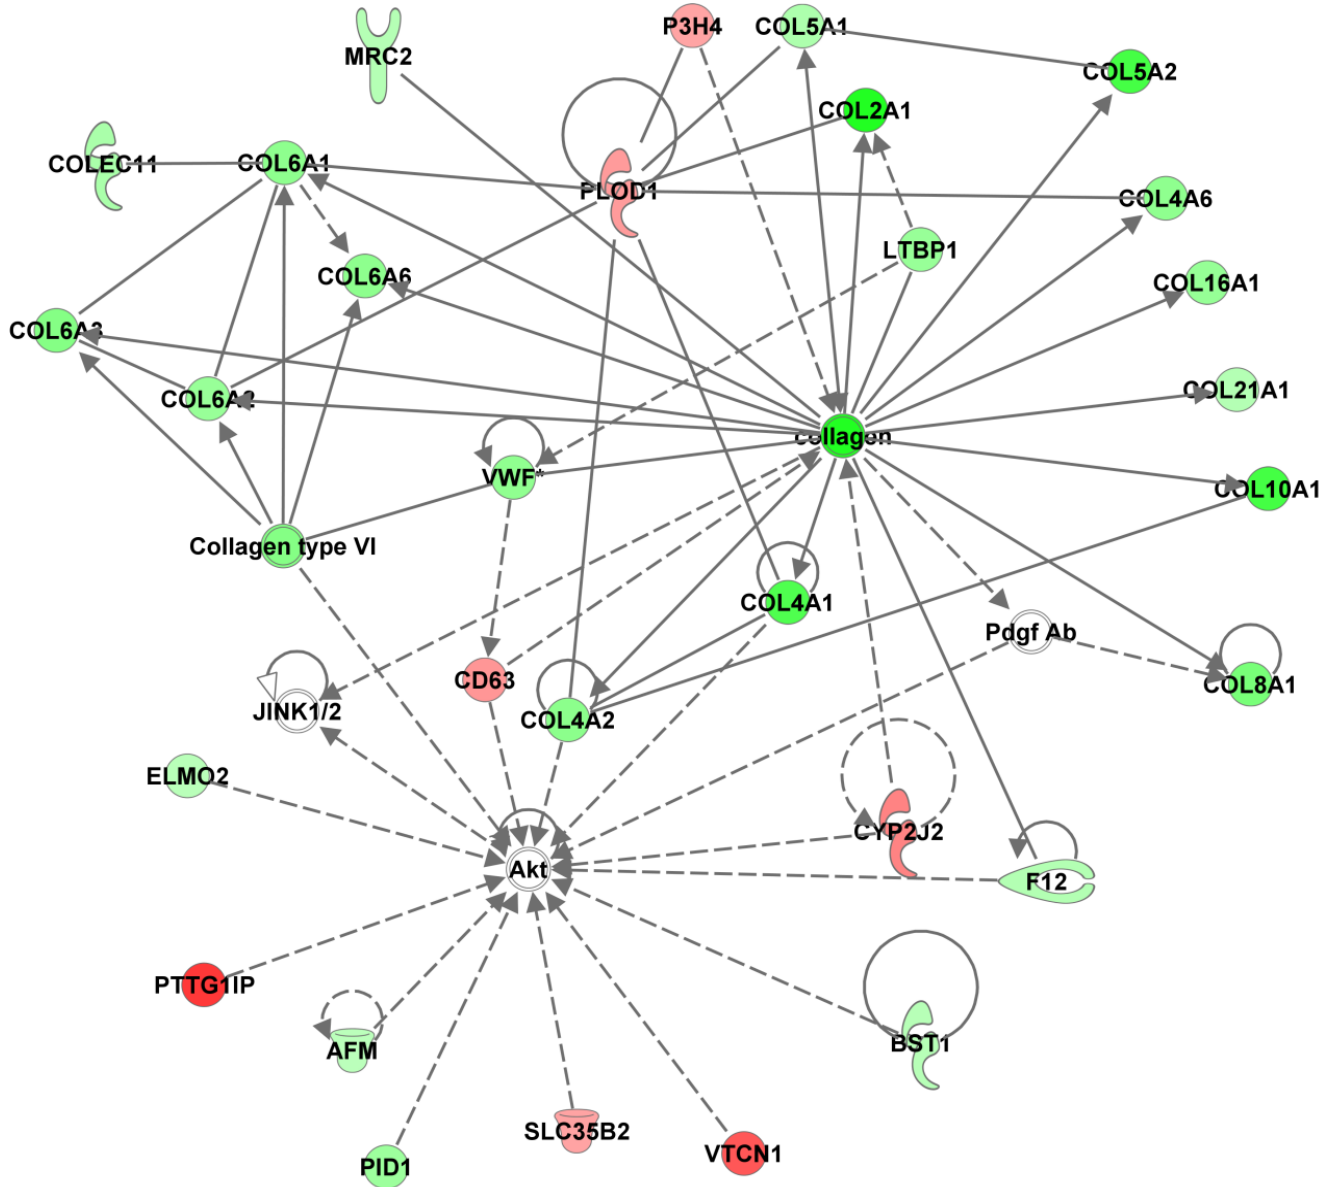 P3H4
COL5A1
MRC2
COL5A2
COL2A1
COLEC11
COL6A1
PLOD1
COL4A6
LTBP1
COL6A6
COL16A1
COL6A3
COL21A1
COL6A2
collagen
VWF*
COL10A1
Collagen type VI
COL4A1
Pdgf Ab
CD63
COL8A1
JINK1/2
COL4A2
ELMO2
CYP2J2
Akt
F12
PTTG1IP
BST1
AFM
SLC35B2
VTCN1
PID1